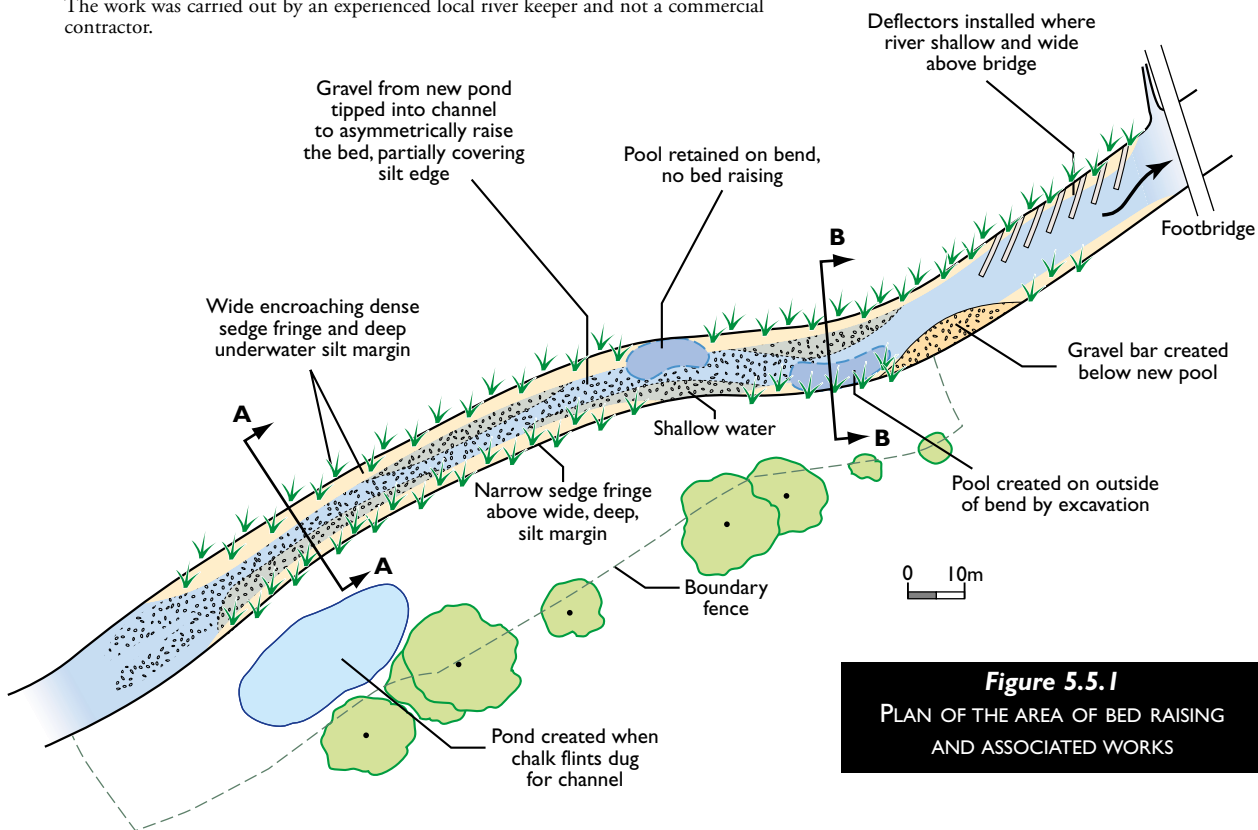 The work was carried out by an experienced local river keeper and not a commercial
contractor.
Deflectors installed where
river shallow and wide
above bridge
Gravel from new pond
tipped into channel
to asymmetrically raise
the bed, partially covering
silt edge
Pool retained on bend,
no bed raising
Footbridge
B
Wide encroaching dense
sedge fringe and deep
underwater silt margin
Gravel bar created
below new pool
A
Shallow water
B
Narrow sedge fringe
above wide, deep,
silt margin
Pool created on outside
of bend by excavation
A
Boundary
fence
0 10m
Pond created when
chalk flints dug
for channel
Figure 5.5.1
PLAN OF THE AREA OF BED RAISING
AND ASSOCIATED WORKS